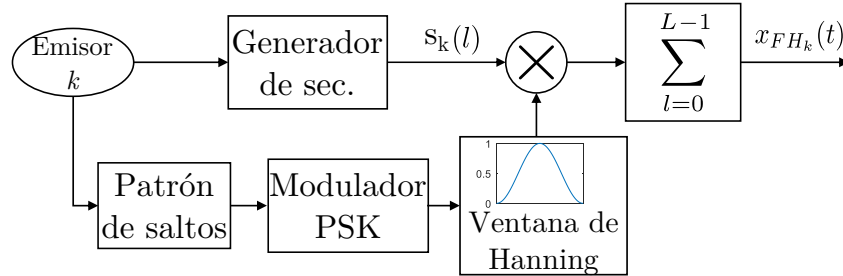 Emisor
k
Generador
de sec.
s_k(l)
L−1
∑
l=0
x_{FH_k}(t)
Patrón
de saltos
Modulador
PSK
1
0.5
0
Ventana de
Hanning